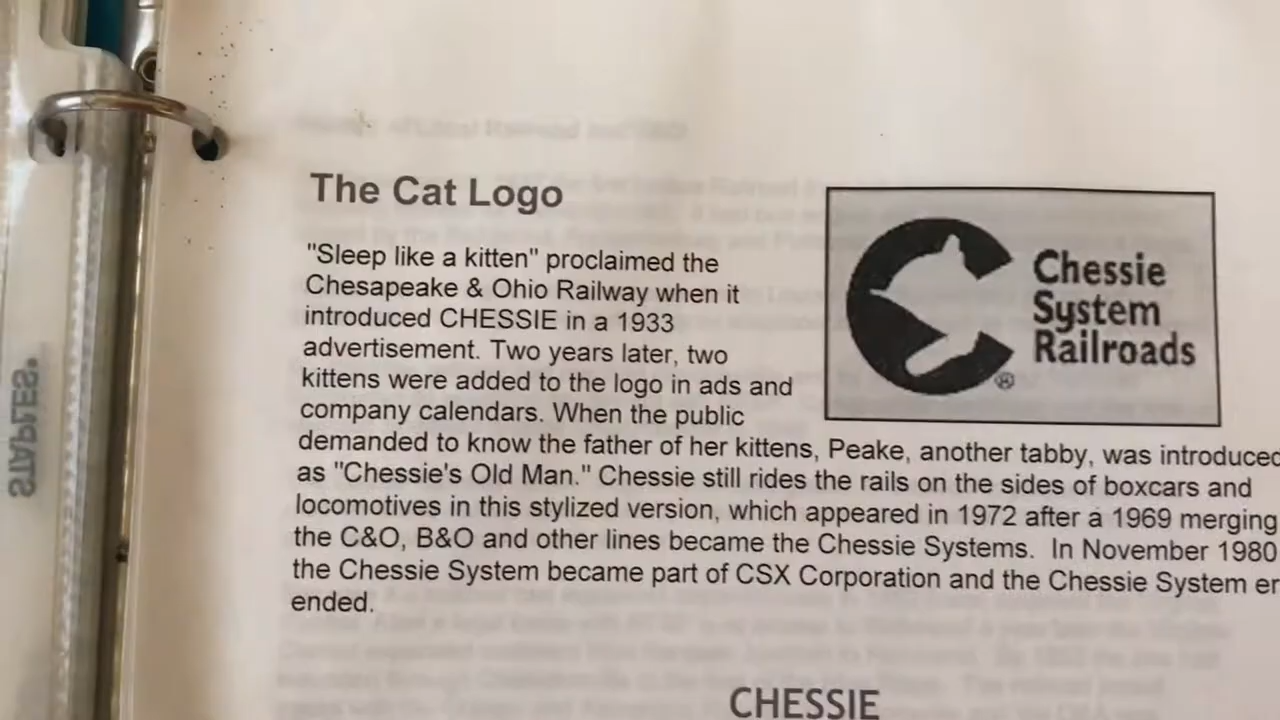 The Cat Logo
"Sleep like a kitten" proclaimed the
Chesapeake & Ohio Railway when it
introduced CHESSIE in a 1933
advertisement. Two years later, two
kittens were added to the logo in ads and
company calendars. When the public
demanded to know the father of her kittens, Peake, another tabby, was introduced
as "Chessie's Old Man." Chessie still rides the rails on the sides of boxcars and
locomotives in this stylized version, which appeared in 1972 after a 1969 merging
the C&O, B&O and other lines became the Chessie Systems. In November 1980
the Chessie System became part of CSX Corporation and the Chessie System er
ended.
Chessie
System
Railroads
®
CHESSIE
STAPLES